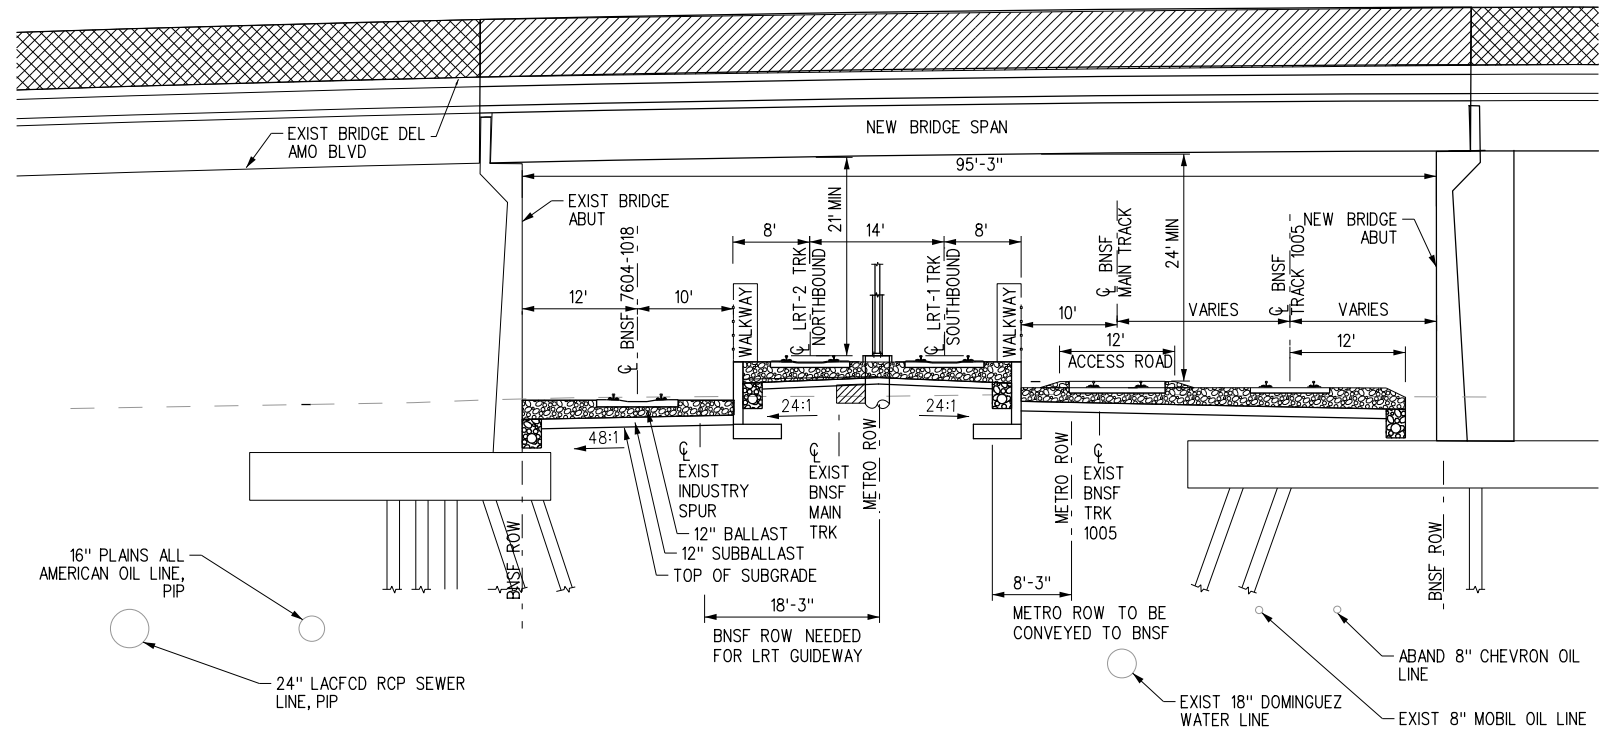 EXIST BRIDGE DEL
AMO BLVD
NEW BRIDGE SPAN
95'-3"
EXIST BRIDGE
ABUT
NEW BRIDGE
ABUT
21' MIN
24' MIN
8'
14'
8'
12'
10'
10'
VARIES
VARIES
12'
12'
ACCESS ROAD
℄ BNSF 7604-1018
WALKWAY
℄ LRT-2 TRK
NORTHBOUND
℄ LRT-1 TRK
SOUTHBOUND
WALKWAY
℄ BNSF
MAIN TRACK
℄ BNSF
TRACK 1005
48:1
24:1
24:1
℄
EXIST
INDUSTRY
SPUR
℄
EXIST
BNSF
MAIN
TRK
METRO ROW
METRO ROW
℄
EXIST
BNSF
TRK
1005
12" BALLAST
12" SUBBALLAST
TOP OF SUBGRADE
BNSF ROW
BNSF ROW
18'-3"
BNSF ROW NEEDED
FOR LRT GUIDEWAY
8'-3"
METRO ROW TO BE
CONVEYED TO BNSF
16" PLAINS ALL
AMERICAN OIL LINE,
PIP
24" LACFCD RCP SEWER
LINE, PIP
EXIST 18" DOMINGUEZ
WATER LINE
ABAND 8" CHEVRON OIL
LINE
EXIST 8" MOBIL OIL LINE